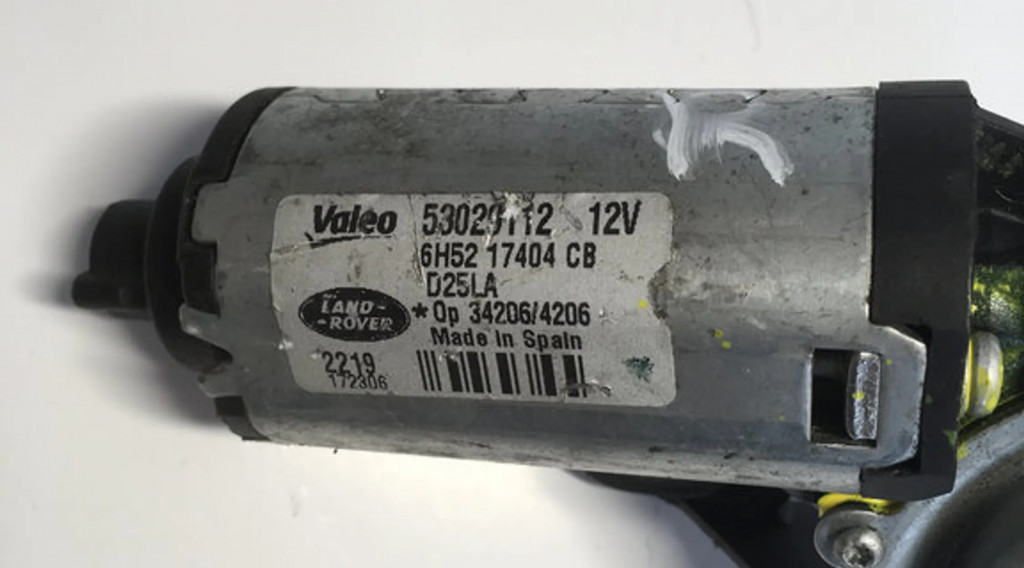 Valeo 53029112 12V
6H52 17404 CB
D25LA
LAND-
-ROVER
*Op 34206/4206
Made in Spain
2219
172306